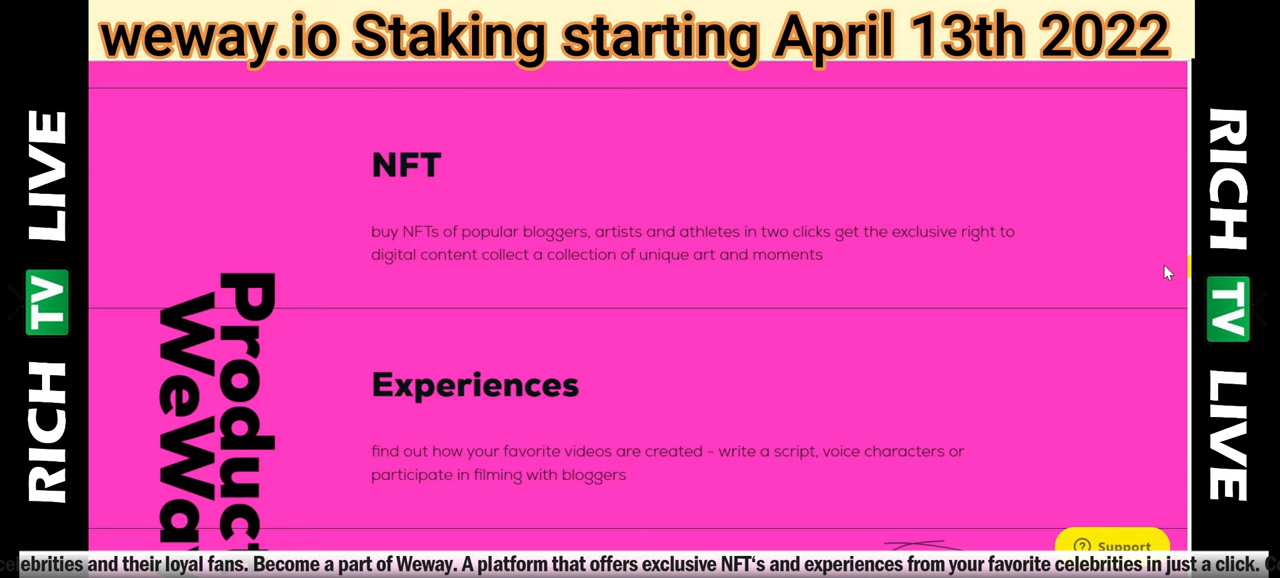 weway.io Staking starting April 13th 2022
RICH TV LIVE
NFT
buy NFTs of popular bloggers, artists and athletes in two clicks get the exclusive right to
digital content collect a collection of unique art and moments
Product
WeWa
Experiences
find out how your favorite videos are created - write a script, voice characters or
participate in filming with bloggers
Support
RICH TV LIVE
elebrities and their loyal fans. Become a part of Weway. A platform that offers exclusive NFT's and experiences from your favorite celebrities in just a click.